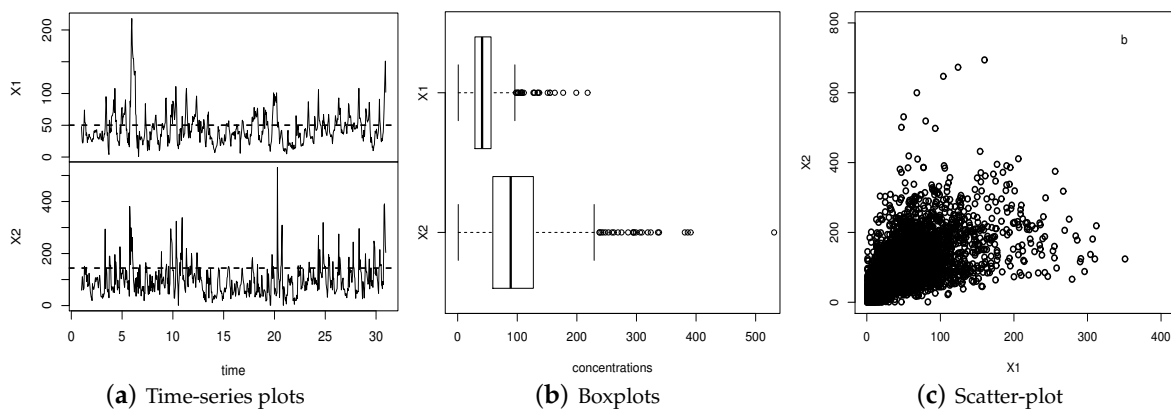 X1
0 50 100 200
X2
0 100 200 400
0 5 10 15 20 25 30
time
(a) Time-series plots
X1
X2
0 100 200 300 400 500
concentrations
(b) Boxplots
b
X2
0 200 400 600 800
0 100 200 300 400
X1
(c) Scatter-plot